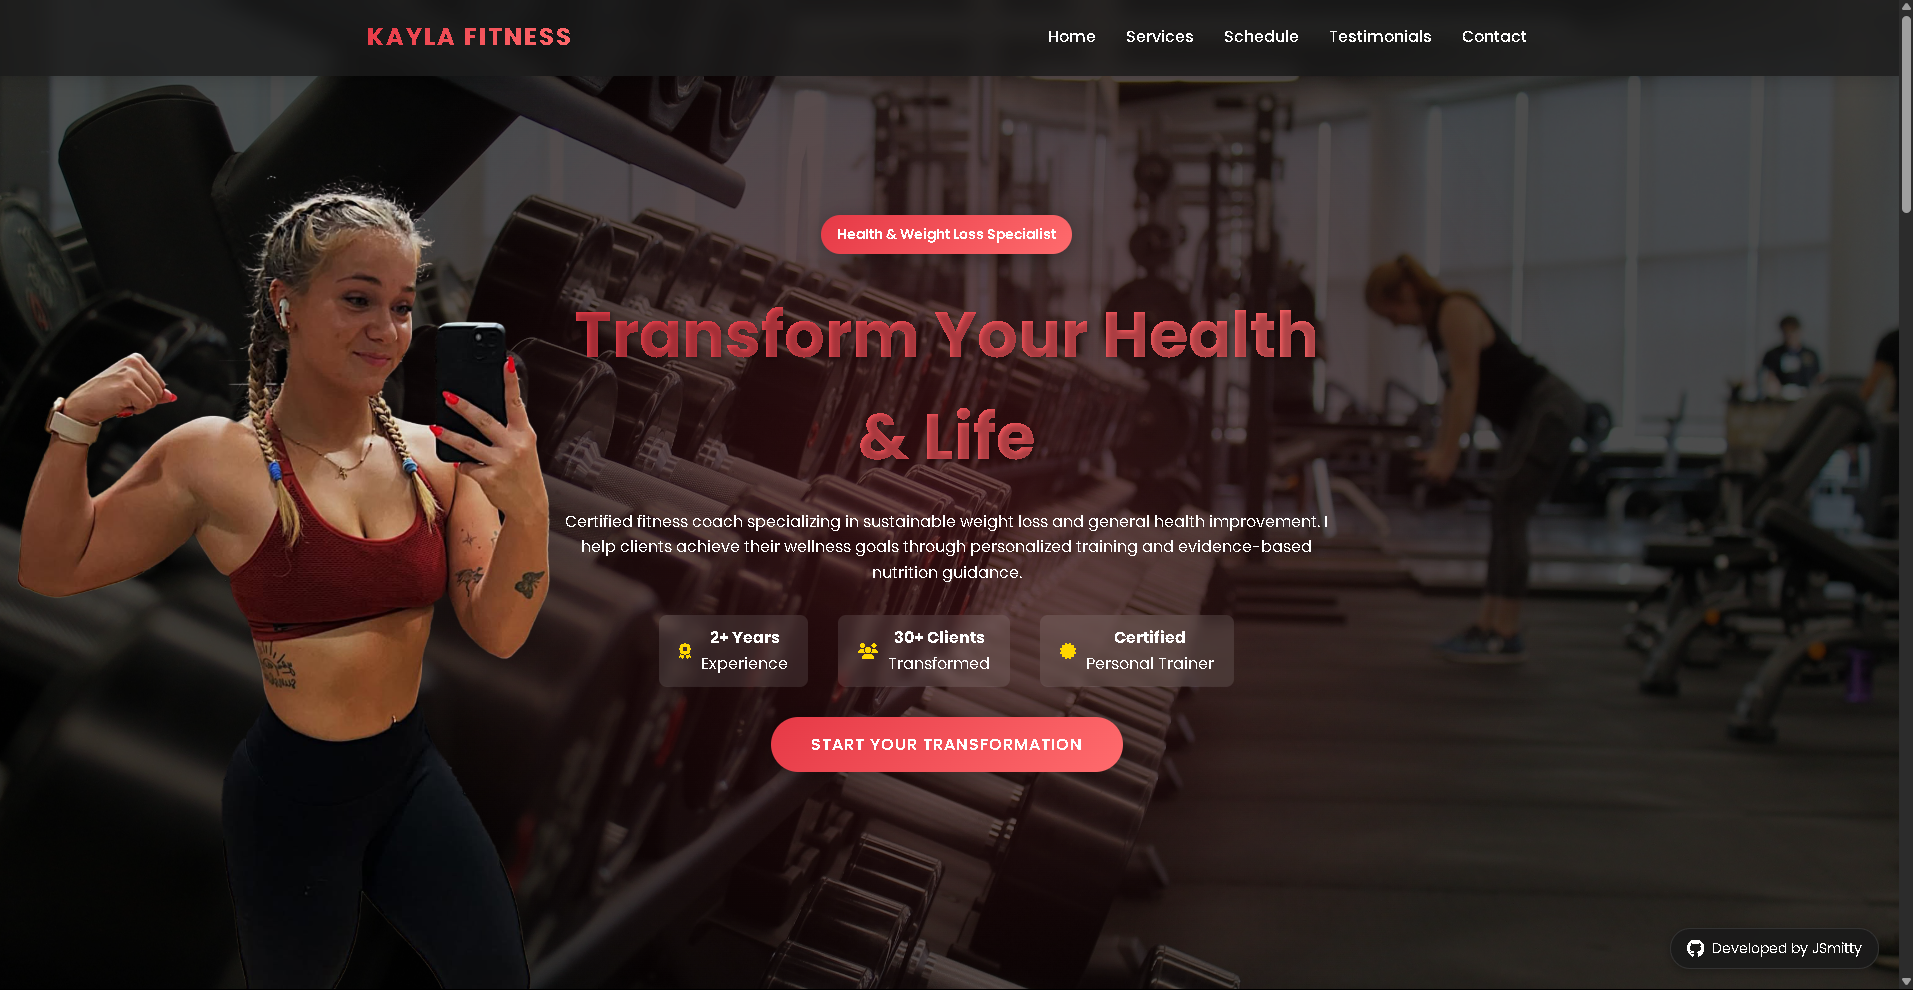 KAYLA FITNESS
Home Services Schedule Testimonials Contact
Health & Weight Loss Specialist
Transform Your Health
& Life
Certified fitness coach specializing in sustainable weight loss and general health improvement. I
help clients achieve their wellness goals through personalized training and evidence-based
nutrition guidance.
2+ Years
Experience
30+ Clients
Transformed
Certified
Personal Trainer
START YOUR TRANSFORMATION
Developed by JSmitty